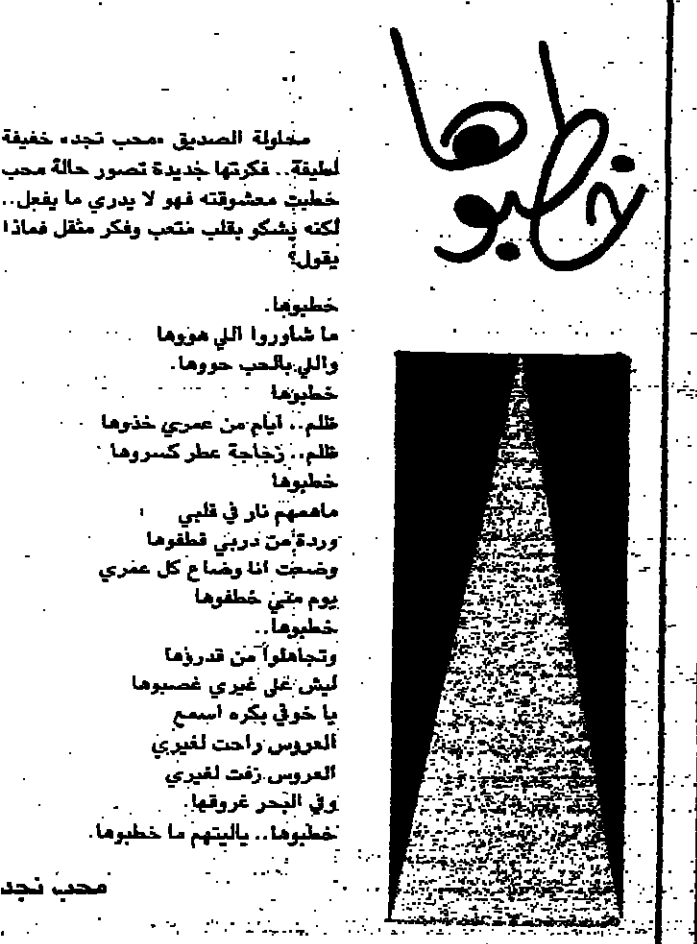 خطبوها
محاولة الصديق «محب نجد» خفيفة
لطيفة.. فكرتها جديدة تصور حالة محب
خطبت معشوقته فهو لا يدري ما يفعل..
لكنه يشكو بقلب متعب وفكر مثقل فماذا
يقول؟
خطبوها.
ما شاوروا اللي هووها
واللي بالحب حووها.
خطبوها
ظلم.. ايام من عمري خذوها
ظلم.. زجاجة عطر كسروها
خطبوها
ماهمهم نار في قلبي
وردة من دربي قطفوها
وضعت انا وضاع كل عمري
يوم مني خطفوها
خطبوها..
وتجاهلوا من قدروها
ليش على غيري غصبوها
يا خوفي بكره اسمع
العروس راحت لغيري
العروس زفت لغيري
وفي البحر غروقها.
خطبوها.. ياليتهم ما خطبوها.
محب نجد